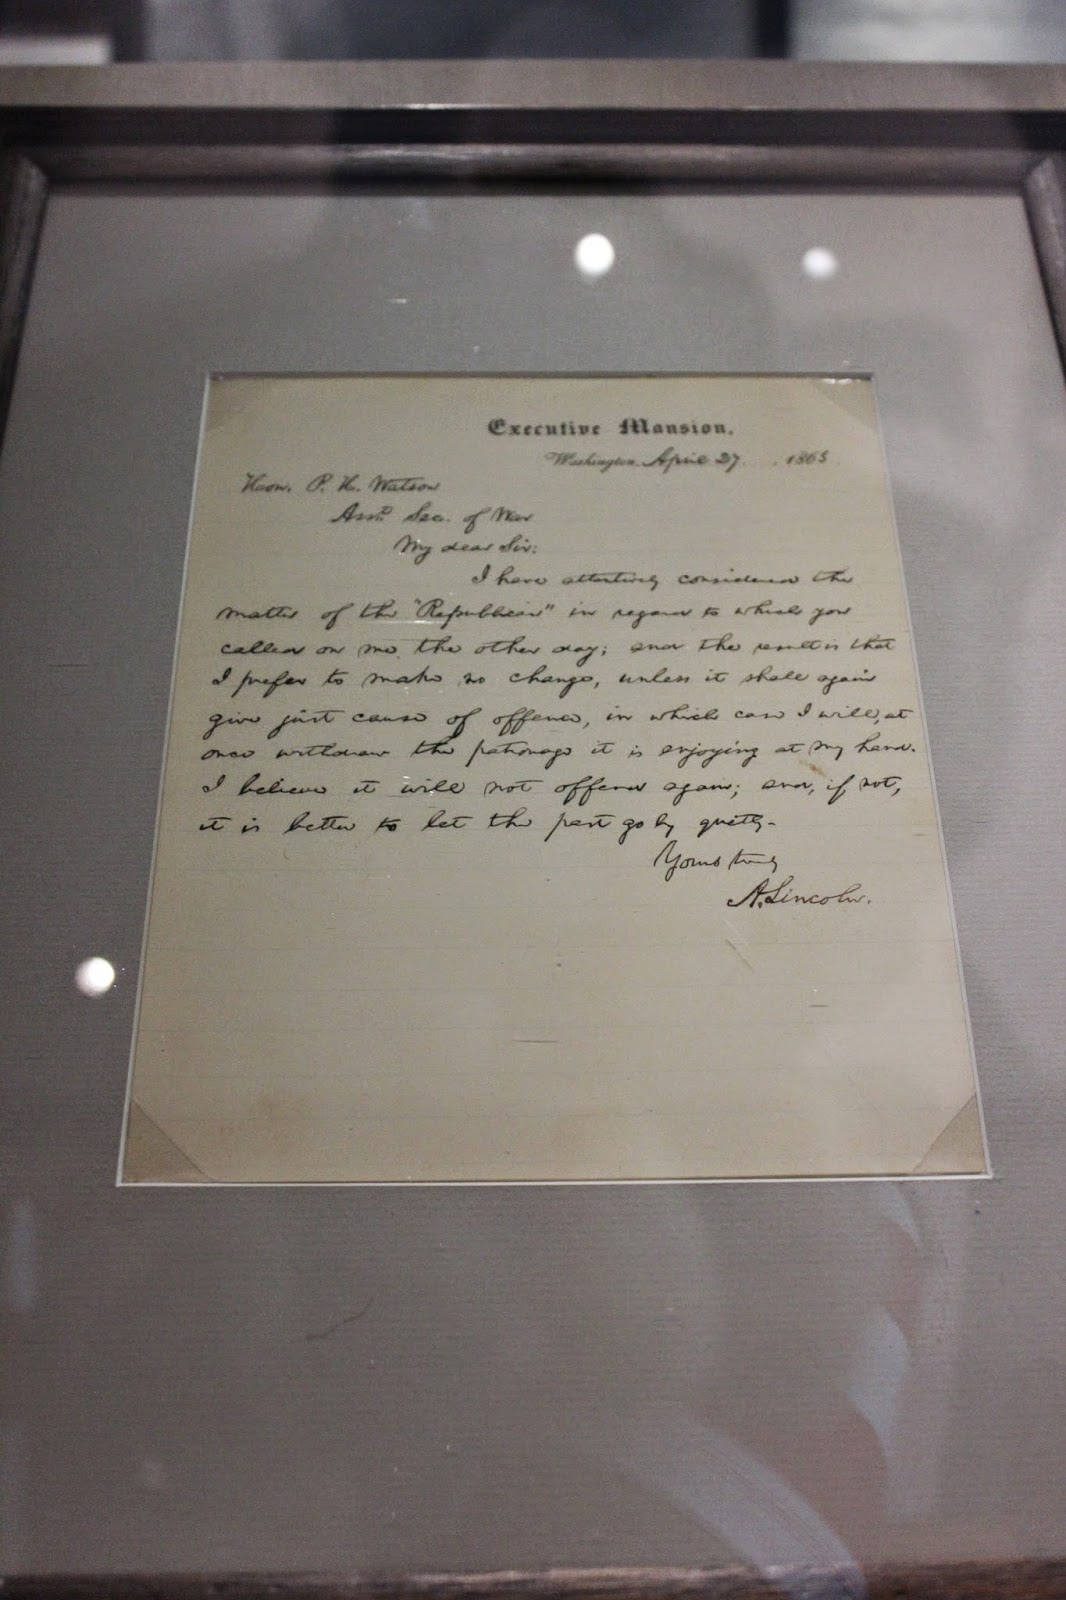 Executive Mansion,
Washington, April 27, 1863
Hon. P. H. Watson
Asst. Sec. of War
My dear Sir:
I have attentively considered the
matter of the "Republican" in regard to which you
called on me the other day; and the result is that
I prefer to make no change, unless it shall again
give just cause of offence, in which case I will, at
once withdraw the patronage it is enjoying at my hand.
I believe it will not offend again; and, if not,
it is better to let the past go by quietly.
Yours truly
A. Lincoln.